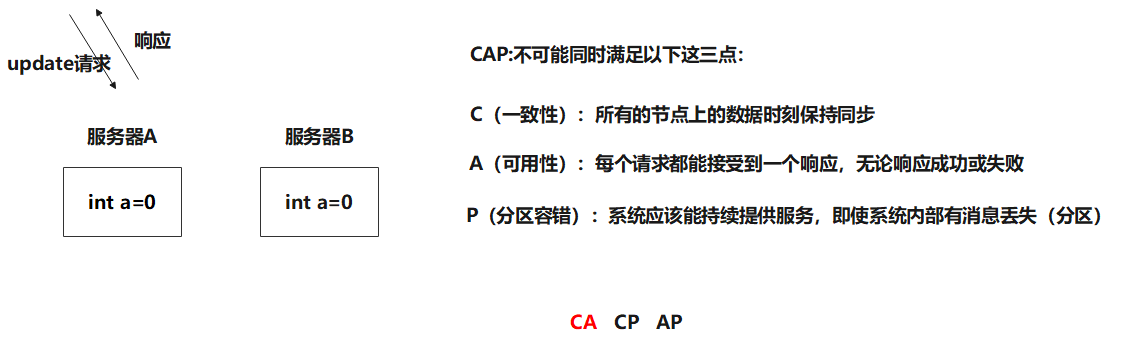 响应
update请求
服务器A
服务器B
int a=0
int a=0
CAP:不可能同时满足以下这三点：
C（一致性）：所有的节点上的数据时刻保持同步
A（可用性）：每个请求都能接受到一个响应，无论响应成功或失败
P（分区容错）：系统应该能持续提供服务，即使系统内部有消息丢失（分区）
CA CP AP